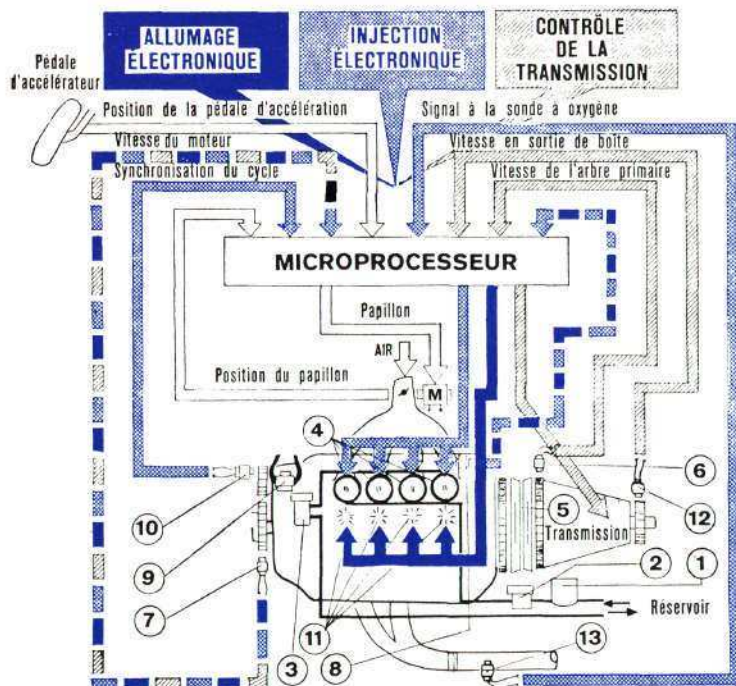 ALLUMAGE
ÉLECTRONIQUE
INJECTION
ÉLECTRONIQUE
CONTRÔLE
DE LA
TRANSMISSION
Pédale
d'accélérateur
Position de la pédale d'accélération
Signal à la sonde à oxygène
Vitesse du moteur
Vitesse en sortie de boîte
Synchronisation du cycle
Vitesse de l'arbre primaire
MICROPROCESSEUR
Papillon
AIR
Position du papillon
M
4
6
10
5
12
Transmission
9
2
1
7
Réservoir
11
13
3
8